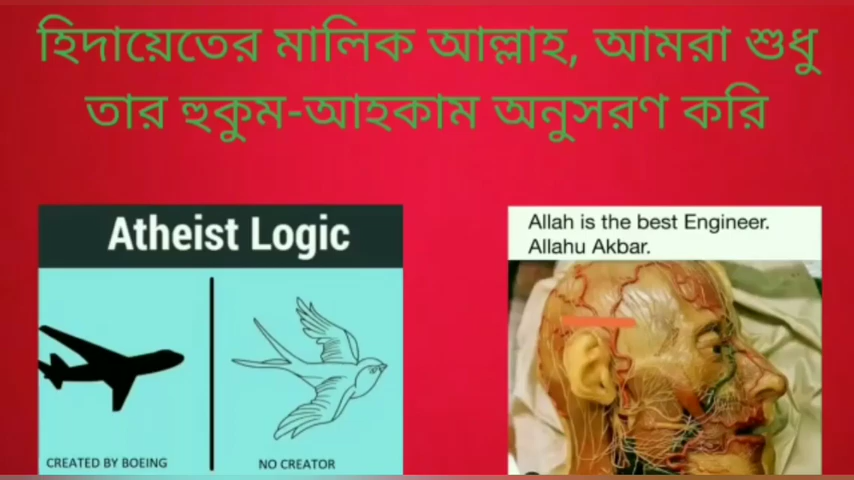 হিদায়েতের মালিক আল্লাহ, আমরা শুধু
তার হুকুম-আহকাম অনুসরণ করি
Atheist Logic
CREATED BY BOEING
NO CREATOR
Allah is the best Engineer.
Allahu Akbar.